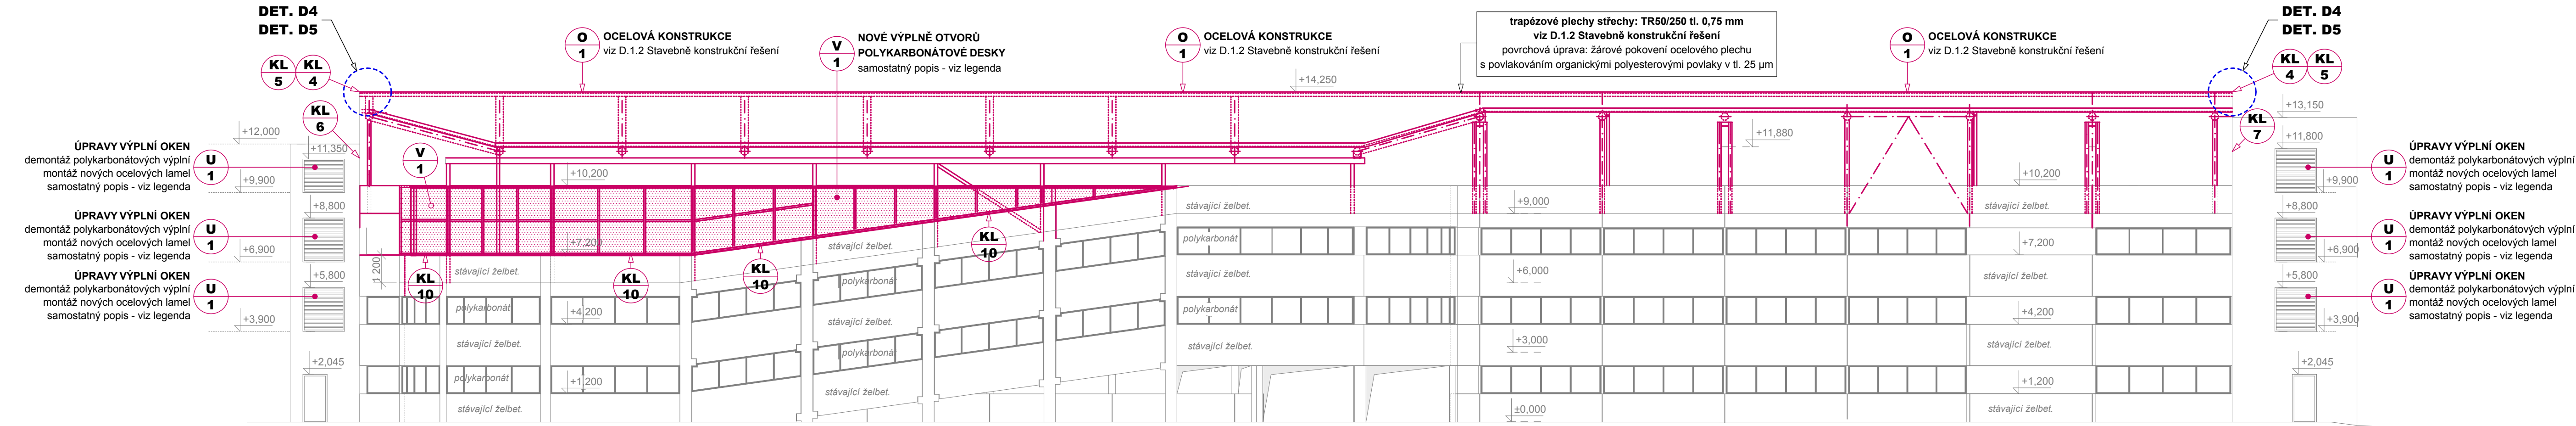 DET. D4
DET. D5
KL
5
KL
4
KL
6
O
1
OCELOVÁ KONSTRUKCE
viz D.1.2 Stavebně konstrukční řešení
V
1
NOVÉ VÝPLNĚ OTVORŮ
POLYKARBONÁTOVÉ DESKY
samostatný popis - viz legenda
O
1
OCELOVÁ KONSTRUKCE
viz D.1.2 Stavebně konstrukční řešení
+14,250
trapézové plechy střechy: TR50/250 tl. 0,75 mm
viz D.1.2 Stavebně konstrukční řešení
povrchová úprava: žárové pokovení ocelového plechu
s povlakováním organickými polyesterovými povlaky v tl. 25 µm
O
1
OCELOVÁ KONSTRUKCE
viz D.1.2 Stavebně konstrukční řešení
DET. D4
DET. D5
KL
4
KL
5
KL
7
+12,000
+11,350
+9,900
+8,800
+6,900
+5,800
+3,900
+2,045
ÚPRAVY VÝPLNÍ OKEN
demontáž polykarbonátových výplní
montáž nových ocelových lamel
samostatný popis - viz legenda
U
1
ÚPRAVY VÝPLNÍ OKEN
demontáž polykarbonátových výplní
montáž nových ocelových lamel
samostatný popis - viz legenda
U
1
ÚPRAVY VÝPLNÍ OKEN
demontáž polykarbonátových výplní
montáž nových ocelových lamel
samostatný popis - viz legenda
U
1
V
1
+10,200
+7,200
1 200
+4,200
+1,200
KL
10
KL
10
KL
10
KL
10
stávající želbet.
polykarbonát
stávající želbet.
polykarbonát
stávající želbet.
stávající želbet.
polykarbonát
stávající želbet.
polykarbonát
stávající želbet.
stávající želbet.
polykarbonát
stávající želbet.
polykarbonát
stávající želbet.
+9,000
+6,000
+3,000
±0,000
+11,880
+10,200
stávající želbet.
+7,200
stávající želbet.
+4,200
stávající želbet.
+1,200
stávající želbet.
+13,150
+11,800
+9,900
+8,800
+6,900
+5,800
+3,900
+2,045
U
1
ÚPRAVY VÝPLNÍ OKEN
demontáž polykarbonátových výplní
montáž nových ocelových lamel
samostatný popis - viz legenda
U
1
ÚPRAVY VÝPLNÍ OKEN
demontáž polykarbonátových výplní
montáž nových ocelových lamel
samostatný popis - viz legenda
U
1
ÚPRAVY VÝPLNÍ OKEN
demontáž polykarbonátových výplní
montáž nových ocelových lamel
samostatný popis - viz legenda